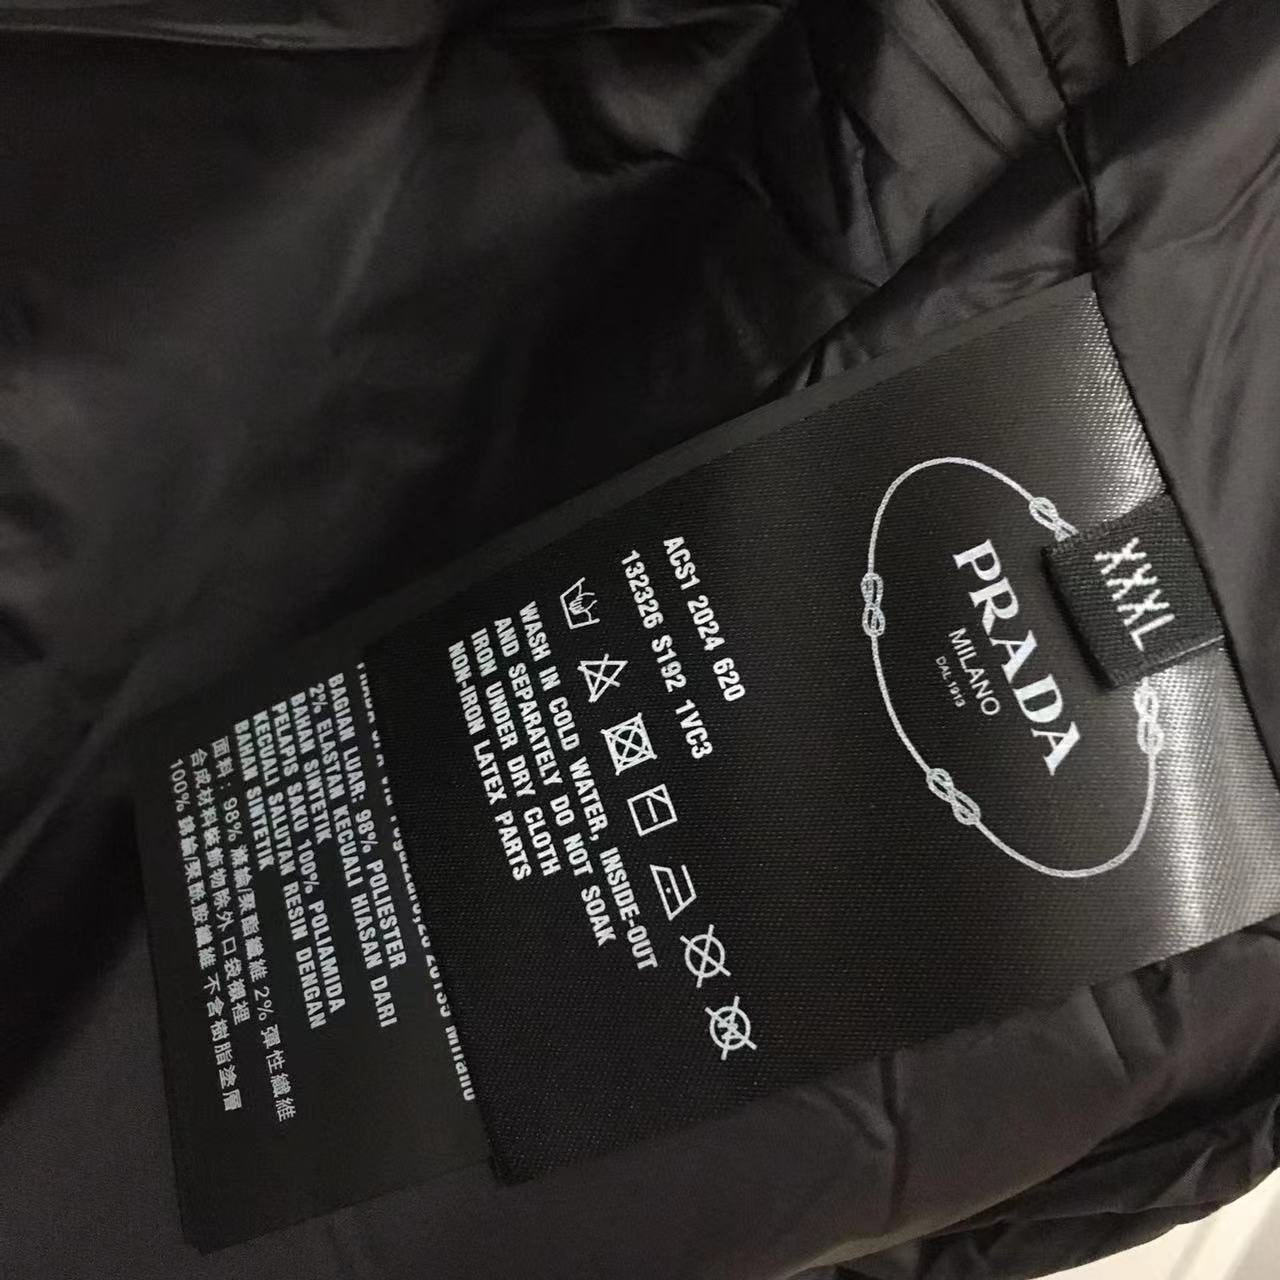 XXXL
PRADA
MILANO
DAL 1913
ACS1 2024 620
132326 S192 1VC3
WASH IN COLD WATER, INSIDE-OUT
AND SEPARATELY DO NOT SOAK
IRON UNDER DRY CLOTH
NON-IRON LATEX PARTS
20135 Milano
BAGIAN LUAR: 98% POLIESTER
2% ELASTAN KECUALI HIASAN DARI
BAHAN SINTETIK
PELAPIS SAKU 100% POLIAMIDA
KECUALI SALUTAN RESIN DENGAN
BAHAN SINTETIK
面料: 98% 滌綸/聚酯纖維 2% 彈性纖維
合成材料裝飾物除外口袋襯裡
100% 錦綸/聚酰胺纖維 不含樹脂塗層